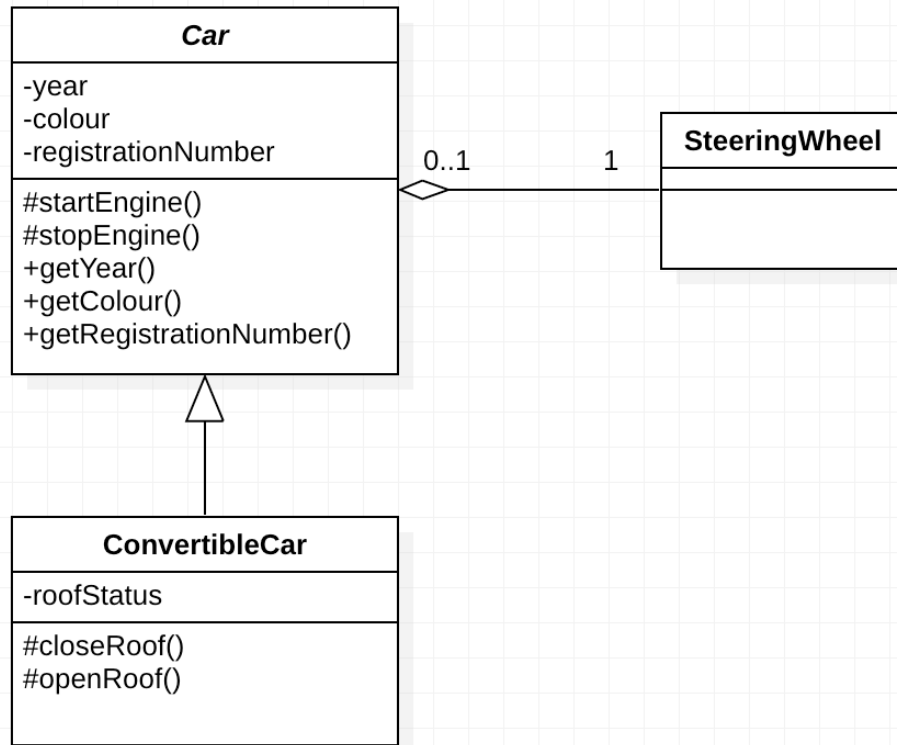 Car
-year
-colour
-registrationNumber
#startEngine()
#stopEngine()
+getYear()
+getColour()
+getRegistrationNumber()
0..1
1
SteeringWheel
ConvertibleCar
-roofStatus
#closeRoof()
#openRoof()